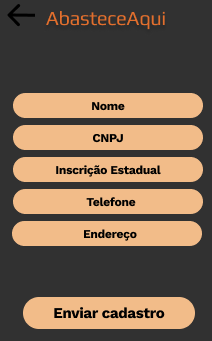 AbasteceAqui
Nome
CNPJ
Inscrição Estadual
Telefone
Endereço
Enviar cadastro